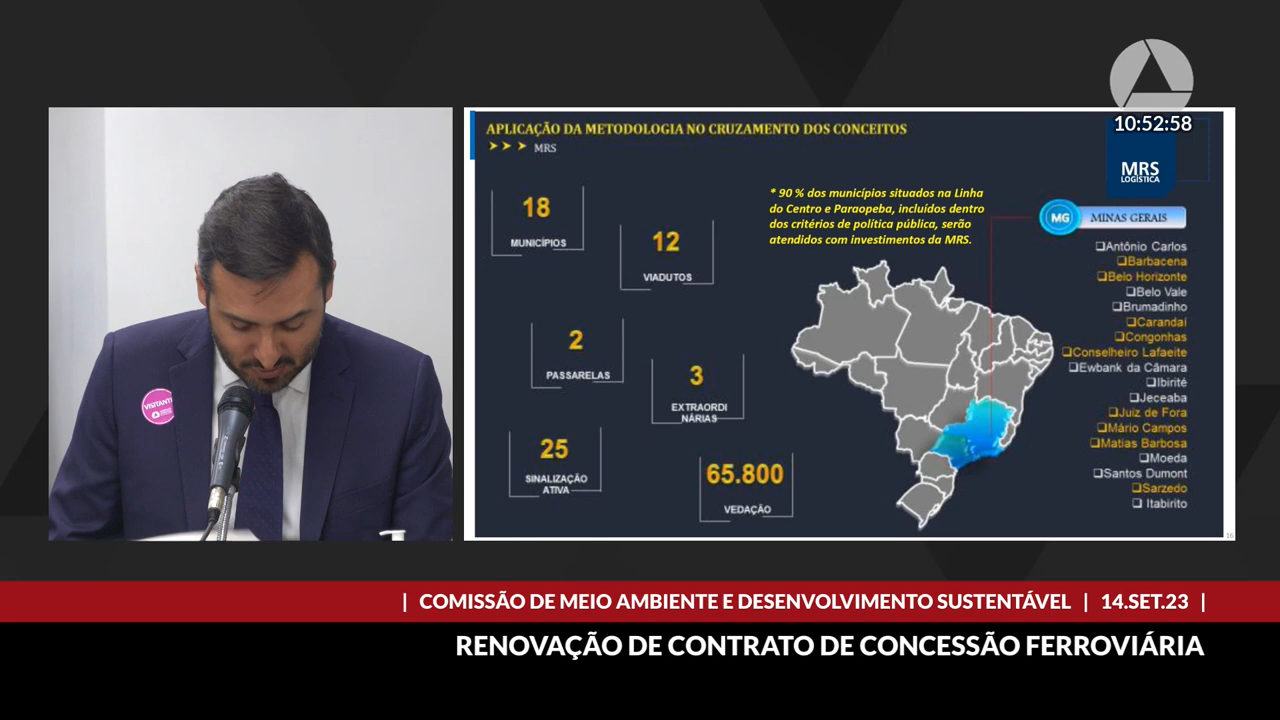 10:52:58
VISITANTE
APLICAÇÃO DA METODOLOGIA NO CRUZAMENTO DOS CONCEITOS
MRS
MRS
LOGÍSTICA
18
MUNICÍPIOS
12
VIADUTOS
2
PASSARELAS
3
EXTRAORDI
NÁRIAS
25
SINALIZAÇÃO
ATIVA
65.800
VEDAÇÃO
* 90 % dos municípios situados na Linha
do Centro e Paraopeba, incluídos dentro
dos critérios de política pública, serão
atendidos com investimentos da MRS.
MG MINAS GERAIS
Antônio Carlos
Barbacena
Belo Horizonte
Belo Vale
Brumadinho
Carandaí
Congonhas
Conselheiro Lafaeite
Ewbank da Câmara
Ibirité
Jeceaba
Juiz de Fora
Mário Campos
Matias Barbosa
Moeda
Santos Dumont
Sarzedo
Itabirito
16
| COMISSÃO DE MEIO AMBIENTE E DESENVOLVIMENTO SUSTENTÁVEL | 14.SET.23 |
RENOVAÇÃO DE CONTRATO DE CONCESSÃO FERROVIÁRIA